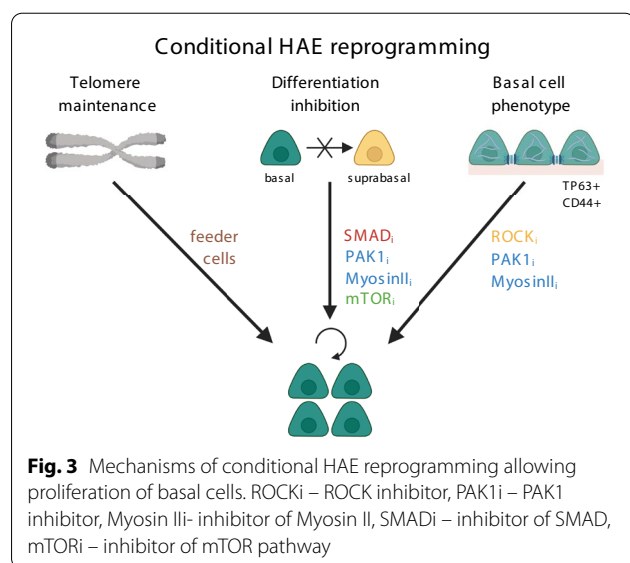 Conditional HAE reprogramming
Telomere
maintenance
Differentiation
inhibition
Basal cell
phenotype
basal
suprabasal
TP63+
CD44+
feeder
cells
SMADi
PAK1i
MyosinIIi
mTORi
ROCKi
PAK1i
MyosinIIi
Fig. 3 Mechanisms of conditional HAE reprogramming allowing
proliferation of basal cells. ROCKi – ROCK inhibitor, PAK1i – PAK1
inhibitor, Myosin IIi- inhibitor of Myosin II, SMADi – inhibitor of SMAD,
mTORi – inhibitor of mTOR pathway